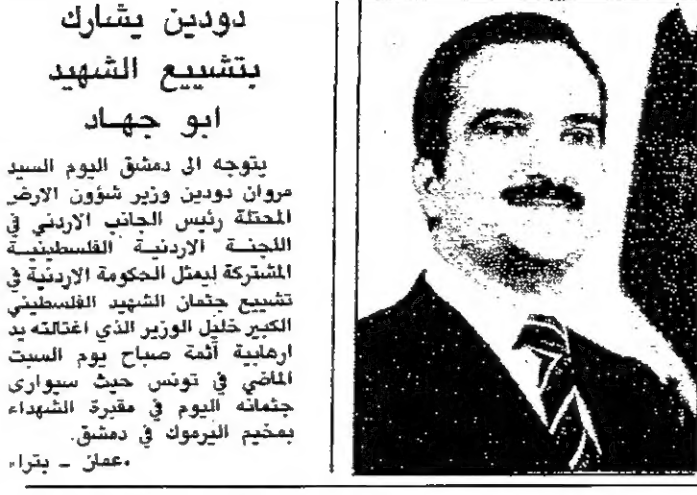 دودين يشارك
بتشييع الشهيد
ابو جهاد
يتوجه الى دمشق اليوم السيد
مروان دودين وزير شؤون الارض
المحتلة رئيس الجانب الاردني في
اللجنة الاردنية الفلسطينية
المشتركة ليمثل الحكومة الاردنية في
تشييع جثمان الشهيد الفلسطيني
الكبير خليل الوزير الذي اغتالته يد
ارهابية آثمة صباح يوم السبت
الماضي في تونس حيث سيوارى
جثمانه اليوم في مقبرة الشهداء
بمخيم اليرموك في دمشق.
عمان - بترا،